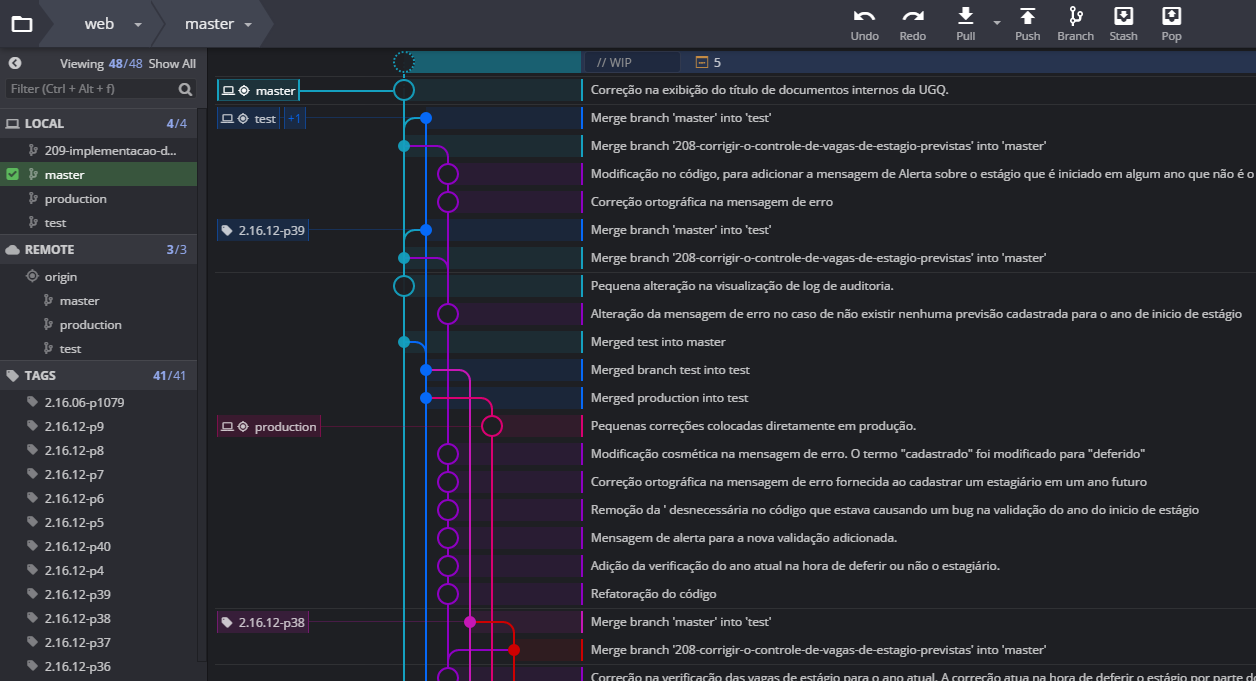 web
master
Undo
Redo
Pull
Push
Branch
Stash
Pop
Viewing 48/48 Show All
Filter (Ctrl + Alt + f)
LOCAL 4/4
209-implementacao-d...
master
production
test
REMOTE 3/3
origin
master
production
test
TAGS 41/41
2.16.06-p1079
2.16.12-p9
2.16.12-p8
2.16.12-p7
2.16.12-p6
2.16.12-p5
2.16.12-p40
2.16.12-p4
2.16.12-p39
2.16.12-p38
2.16.12-p37
2.16.12-p36
// WIP 5
master Correção na exibição do título de documentos internos da UGQ.
test +1 Merge branch 'master' into 'test'
Merge branch '208-corrigir-o-controle-de-vagas-de-estagio-previstas' into 'master'
Modificação no código, para adicionar a mensagem de Alerta sobre o estágio que é iniciado em algum ano que não é o
Correção ortográfica na mensagem de erro
2.16.12-p39 Merge branch 'master' into 'test'
Merge branch '208-corrigir-o-controle-de-vagas-de-estagio-previstas' into 'master'
Pequena alteração na visualização de log de auditoria.
Alteração da mensagem de erro no caso de não existir nenhuma previsão cadastrada para o ano de inicio de estágio
Merged test into master
Merged branch test into test
Merged production into test
production Pequenas correções colocadas diretamente em produção.
Modificação cosmética na mensagem de erro. O termo "cadastrado" foi modificado para "deferido"
Correção ortográfica na mensagem de erro fornecida ao cadastrar um estagiário em um ano futuro
Remoção da ' desnecessária no código que estava causando um bug na validação do ano do inicio de estágio
Mensagem de alerta para a nova validação adicionada.
Adição da verificação do ano atual na hora de deferir ou não o estagiário.
Refatoração do código
2.16.12-p38 Merge branch 'master' into 'test'
Merge branch '208-corrigir-o-controle-de-vagas-de-estagio-previstas' into 'master'
Correção na verificação das vagas de estágio para o ano atual. A correção atua na hora de deferir o estágio por parte de